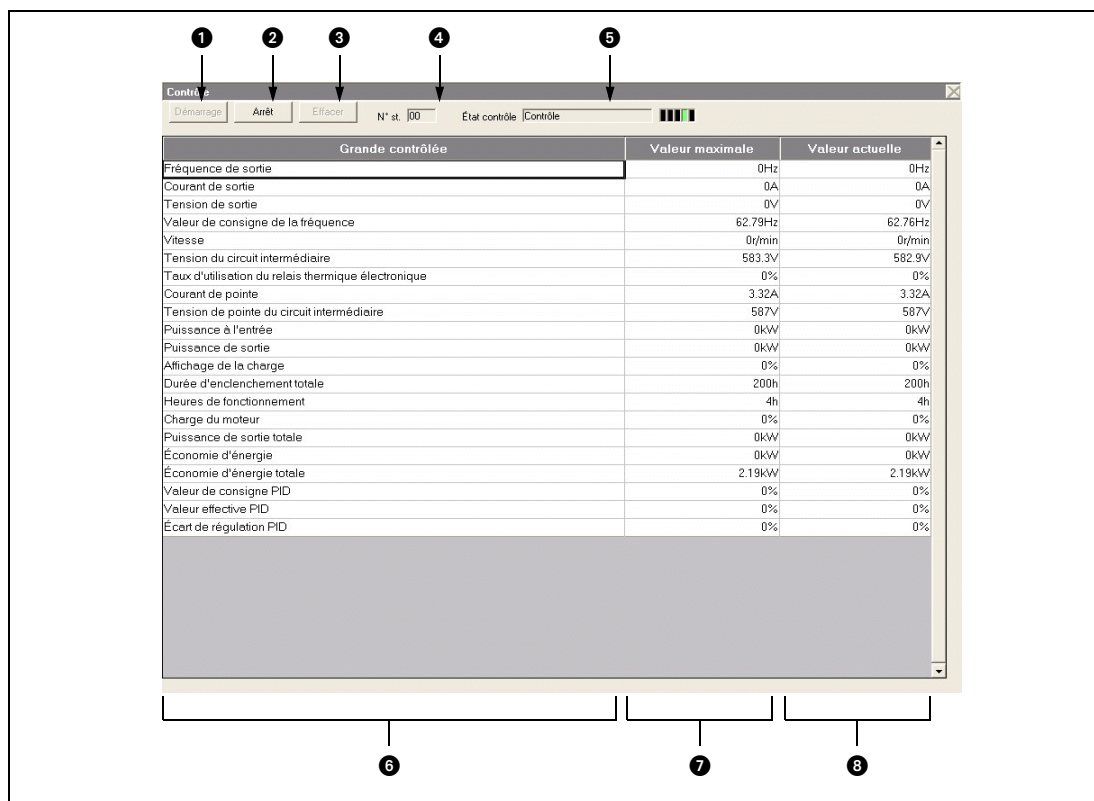 1 2 3 4 5
Contrôle
Démarrage Arrêt Effacer N° st. 00 État contrôle Contrôle
Grande contrôlée Valeur maximale Valeur actuelle
Fréquence de sortie 0Hz 0Hz
Courant de sortie 0A 0A
Tension de sortie 0V 0V
Valeur de consigne de la fréquence 62.79Hz 62.76Hz
Vitesse 0r/min 0r/min
Tension du circuit intermédiaire 583.3V 582.9V
Taux d'utilisation du relais thermique électronique 0% 0%
Courant de pointe 3.32A 3.32A
Tension de pointe du circuit intermédiaire 587V 587V
Puissance à l'entrée 0kW 0kW
Puissance de sortie 0kW 0kW
Affichage de la charge 0% 0%
Durée d'enclenchement totale 200h 200h
Heures de fonctionnement 4h 4h
Charge du moteur 0% 0%
Puissance de sortie totale 0kW 0kW
Économie d'énergie 0kW 0kW
Économie d'énergie totale 2.19kW 2.19kW
Valeur de consigne PID 0% 0%
Valeur effective PID 0% 0%
Écart de régulation PID 0% 0%
6 7 8